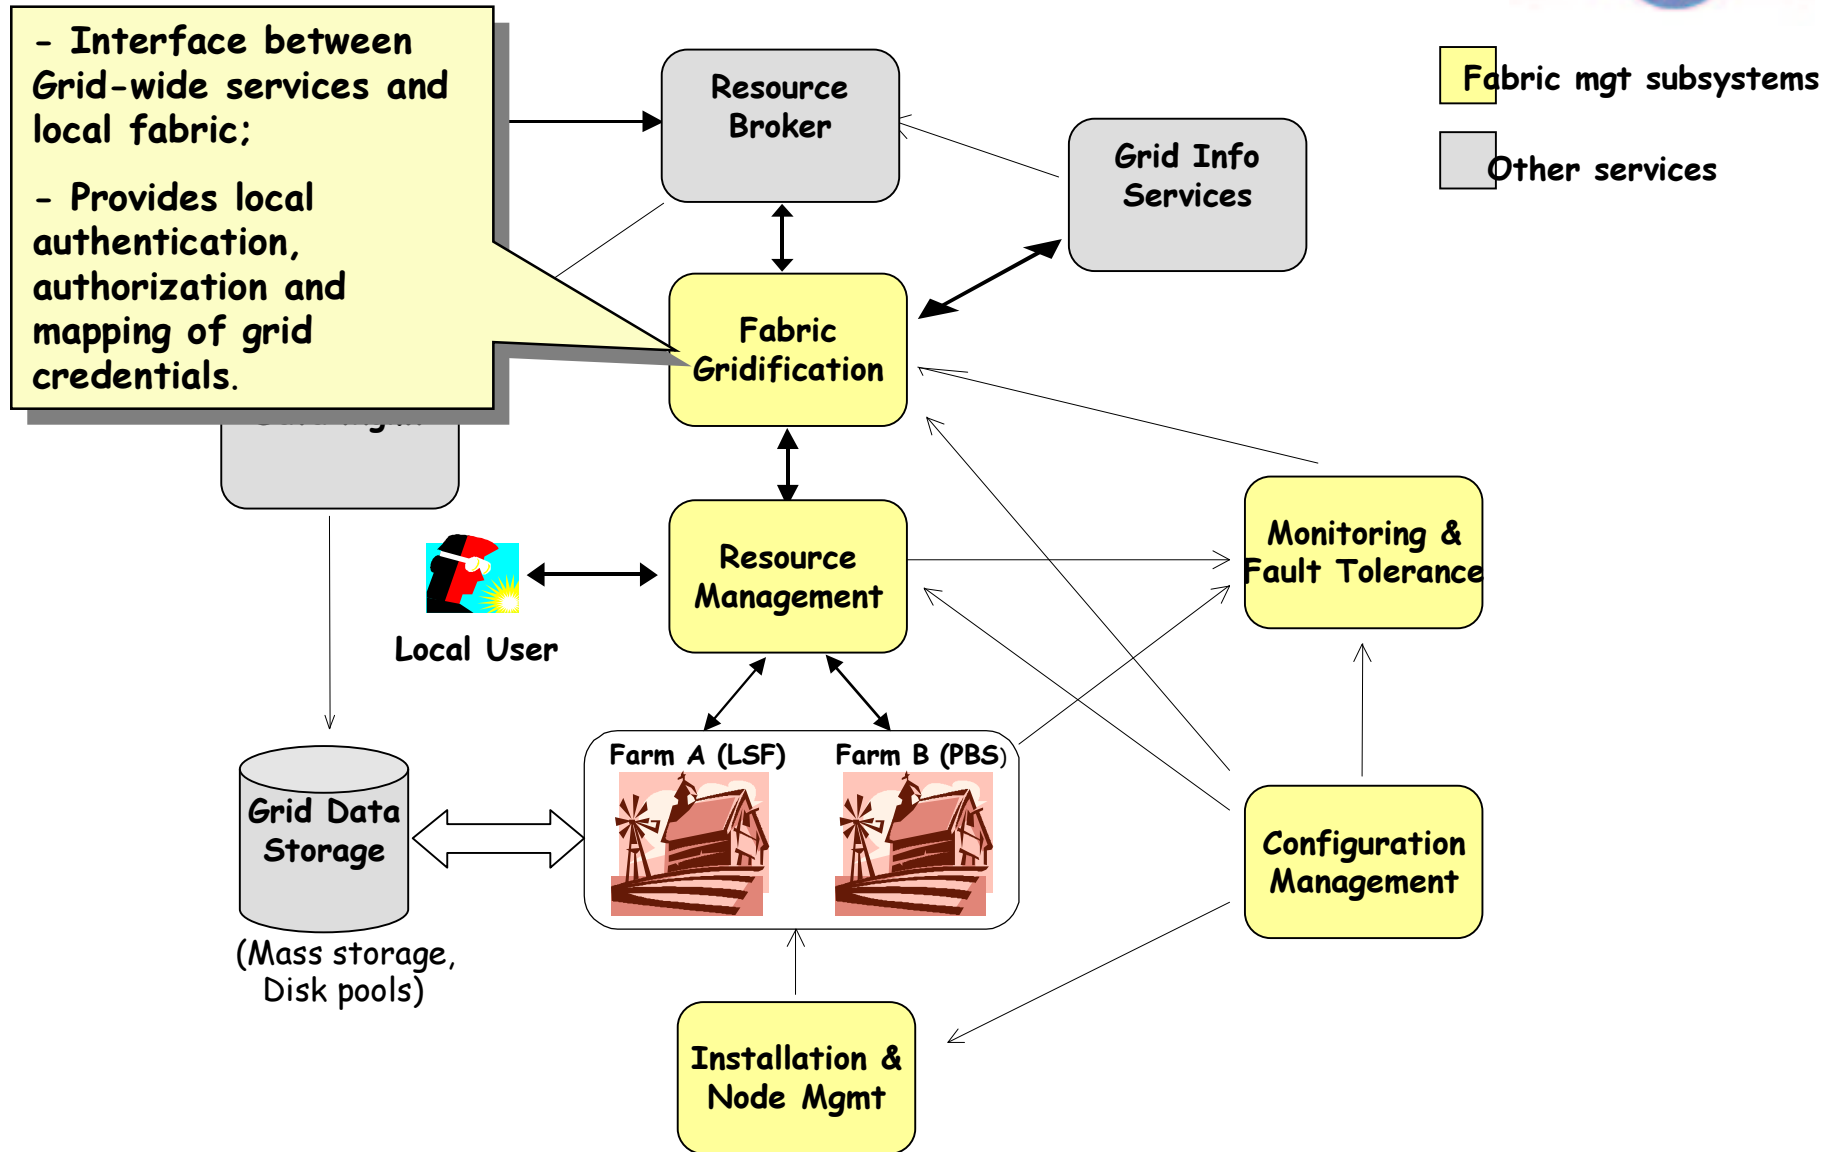 - Interface between
Grid-wide services and
local fabric;
- Provides local
authentication,
authorization and
mapping of grid
credentials.
Resource
Broker
Grid Info
Services
Fabric mgt subsystems
Other services
Fabric
Gridification
Resource
Management
Monitoring &
Fault Tolerance
Local User
Farm A (LSF)
Farm B (PBS)
Grid Data
Storage
(Mass storage,
Disk pools)
Configuration
Management
Installation &
Node Mgmt